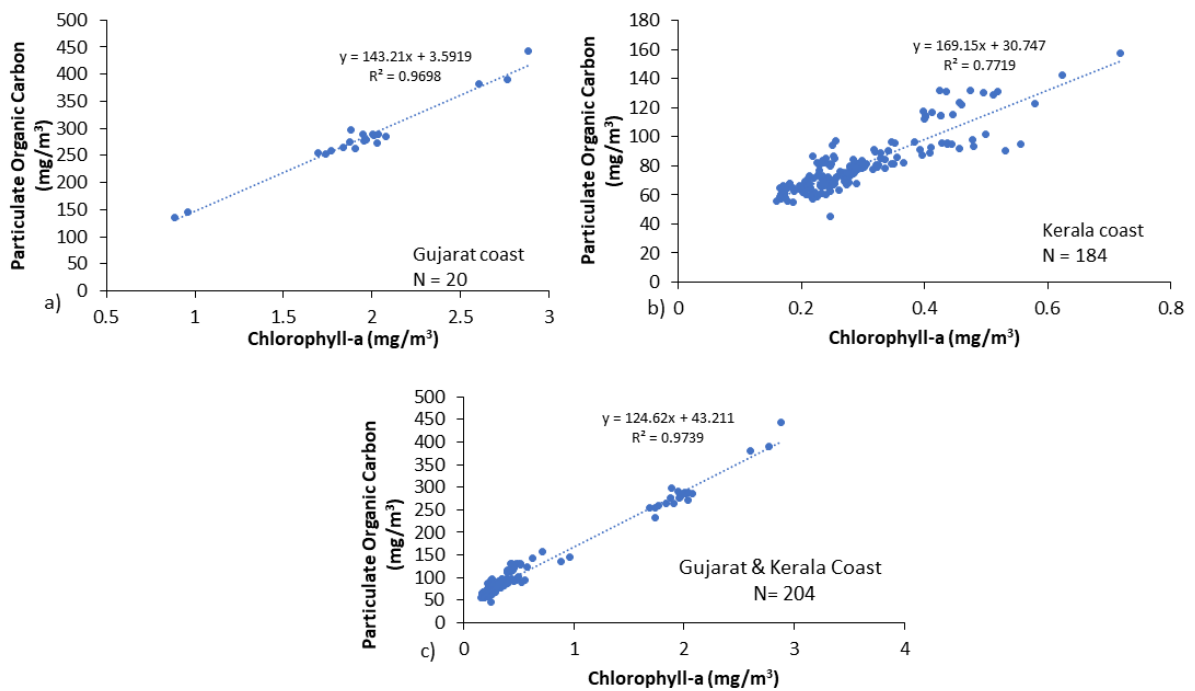 500
450
400
350
300
250
200
150
100
50
0
0.5
1
1.5
2
2.5
3
Particulate Organic Carbon
(mg/m³)
Chlorophyll-a (mg/m³)
y = 143.21x + 3.5919
R² = 0.9698
Gujarat coast
N = 20
a)
180
160
140
120
100
80
60
40
20
0
0
0.2
0.4
0.6
0.8
Particulate Organic Carbon
(mg/m³)
Chlorophyll-a (mg/m³)
y = 169.15x + 30.747
R² = 0.7719
Kerala coast
N = 184
b)
500
450
400
350
300
250
200
150
100
50
0
0
1
2
3
4
Particulate Organic Carbon
(mg/m³)
Chlorophyll-a (mg/m³)
y = 124.62x + 43.211
R² = 0.9739
Gujarat & Kerala Coast
N= 204
c)